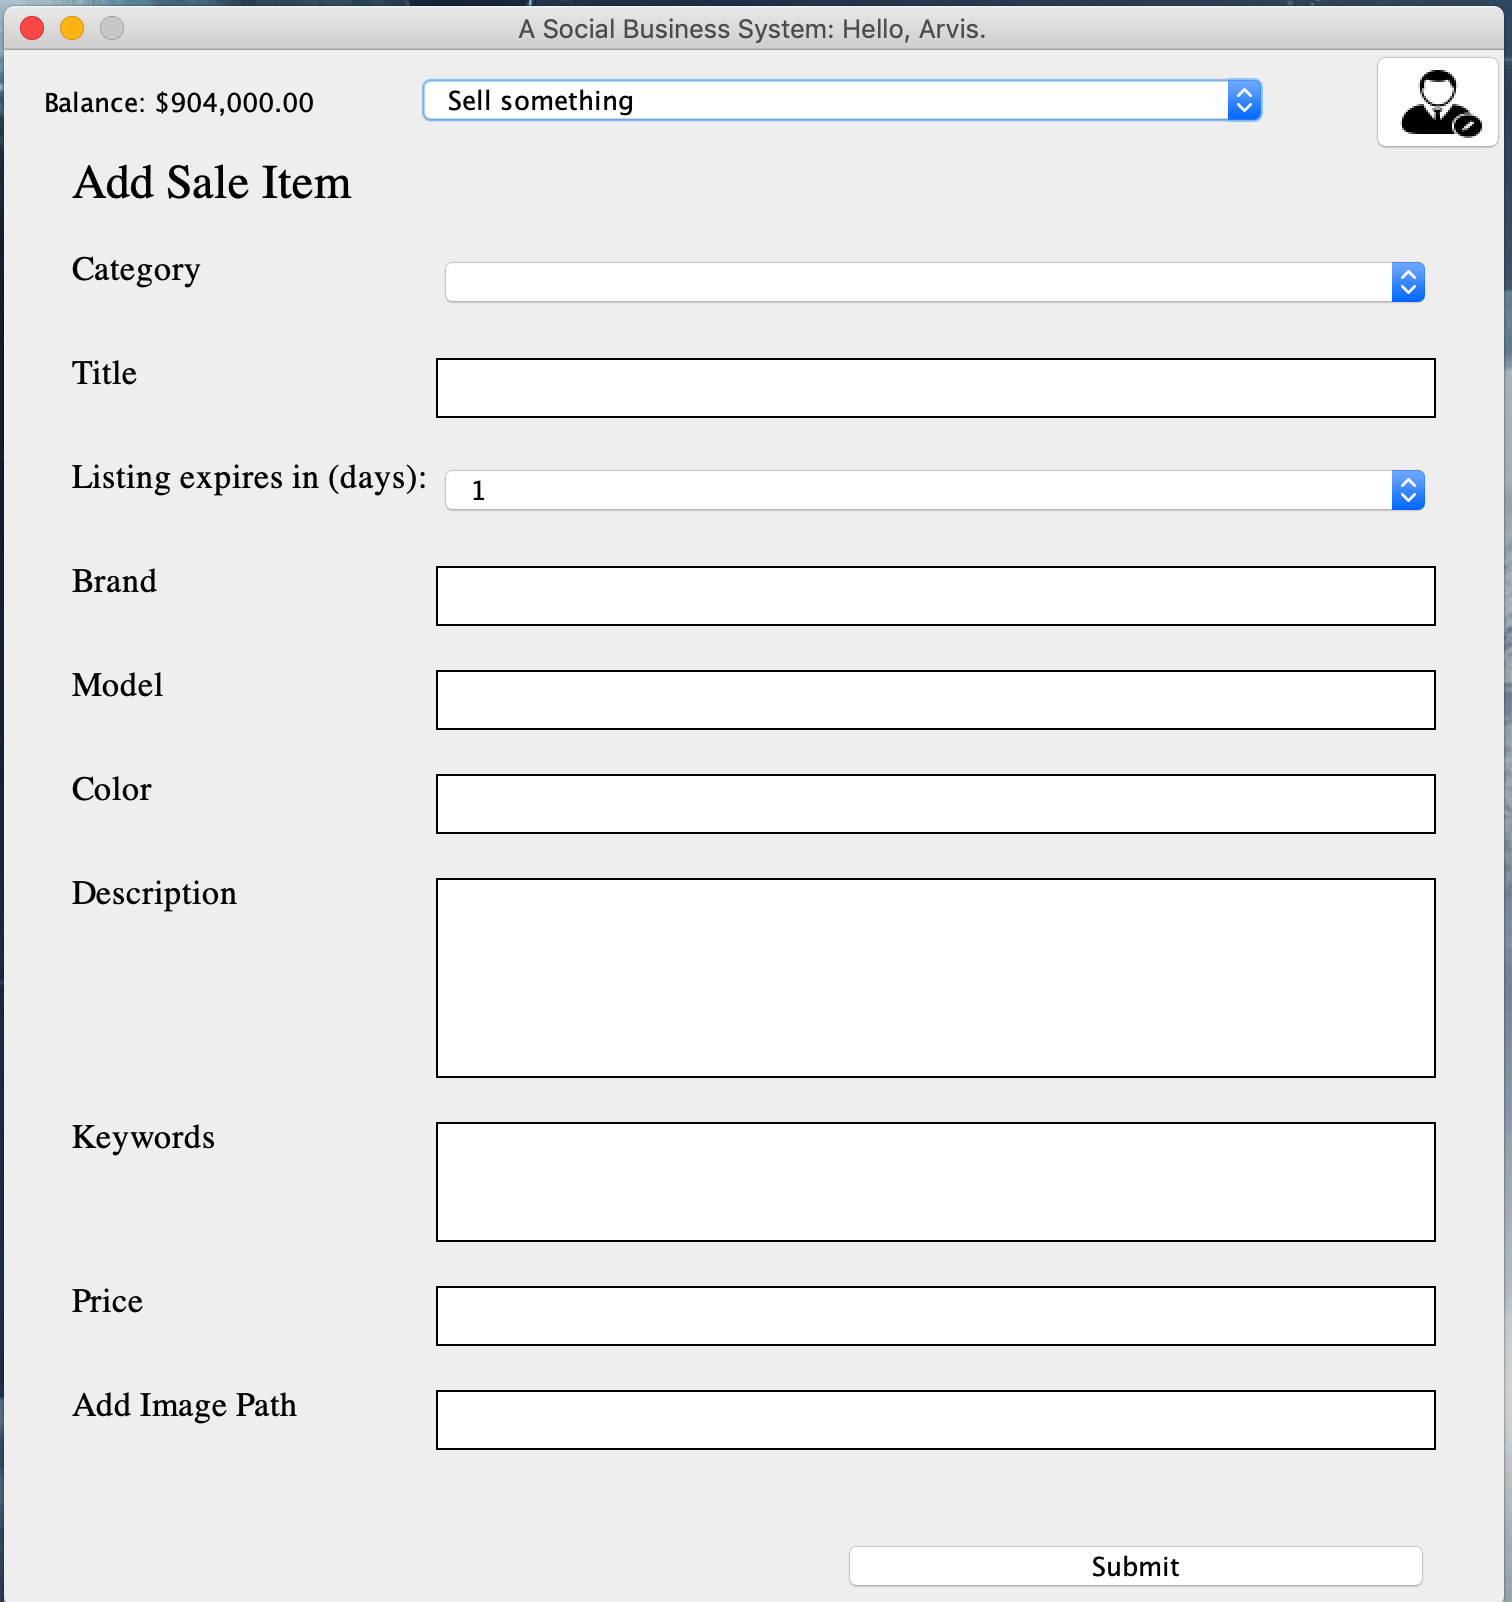 A Social Business System: Hello, Arvis.
Balance: $904,000.00
Sell something
Add Sale Item
Category
Title
Listing expires in (days):
1
Brand
Model
Color
Description
Keywords
Price
Add Image Path
Submit